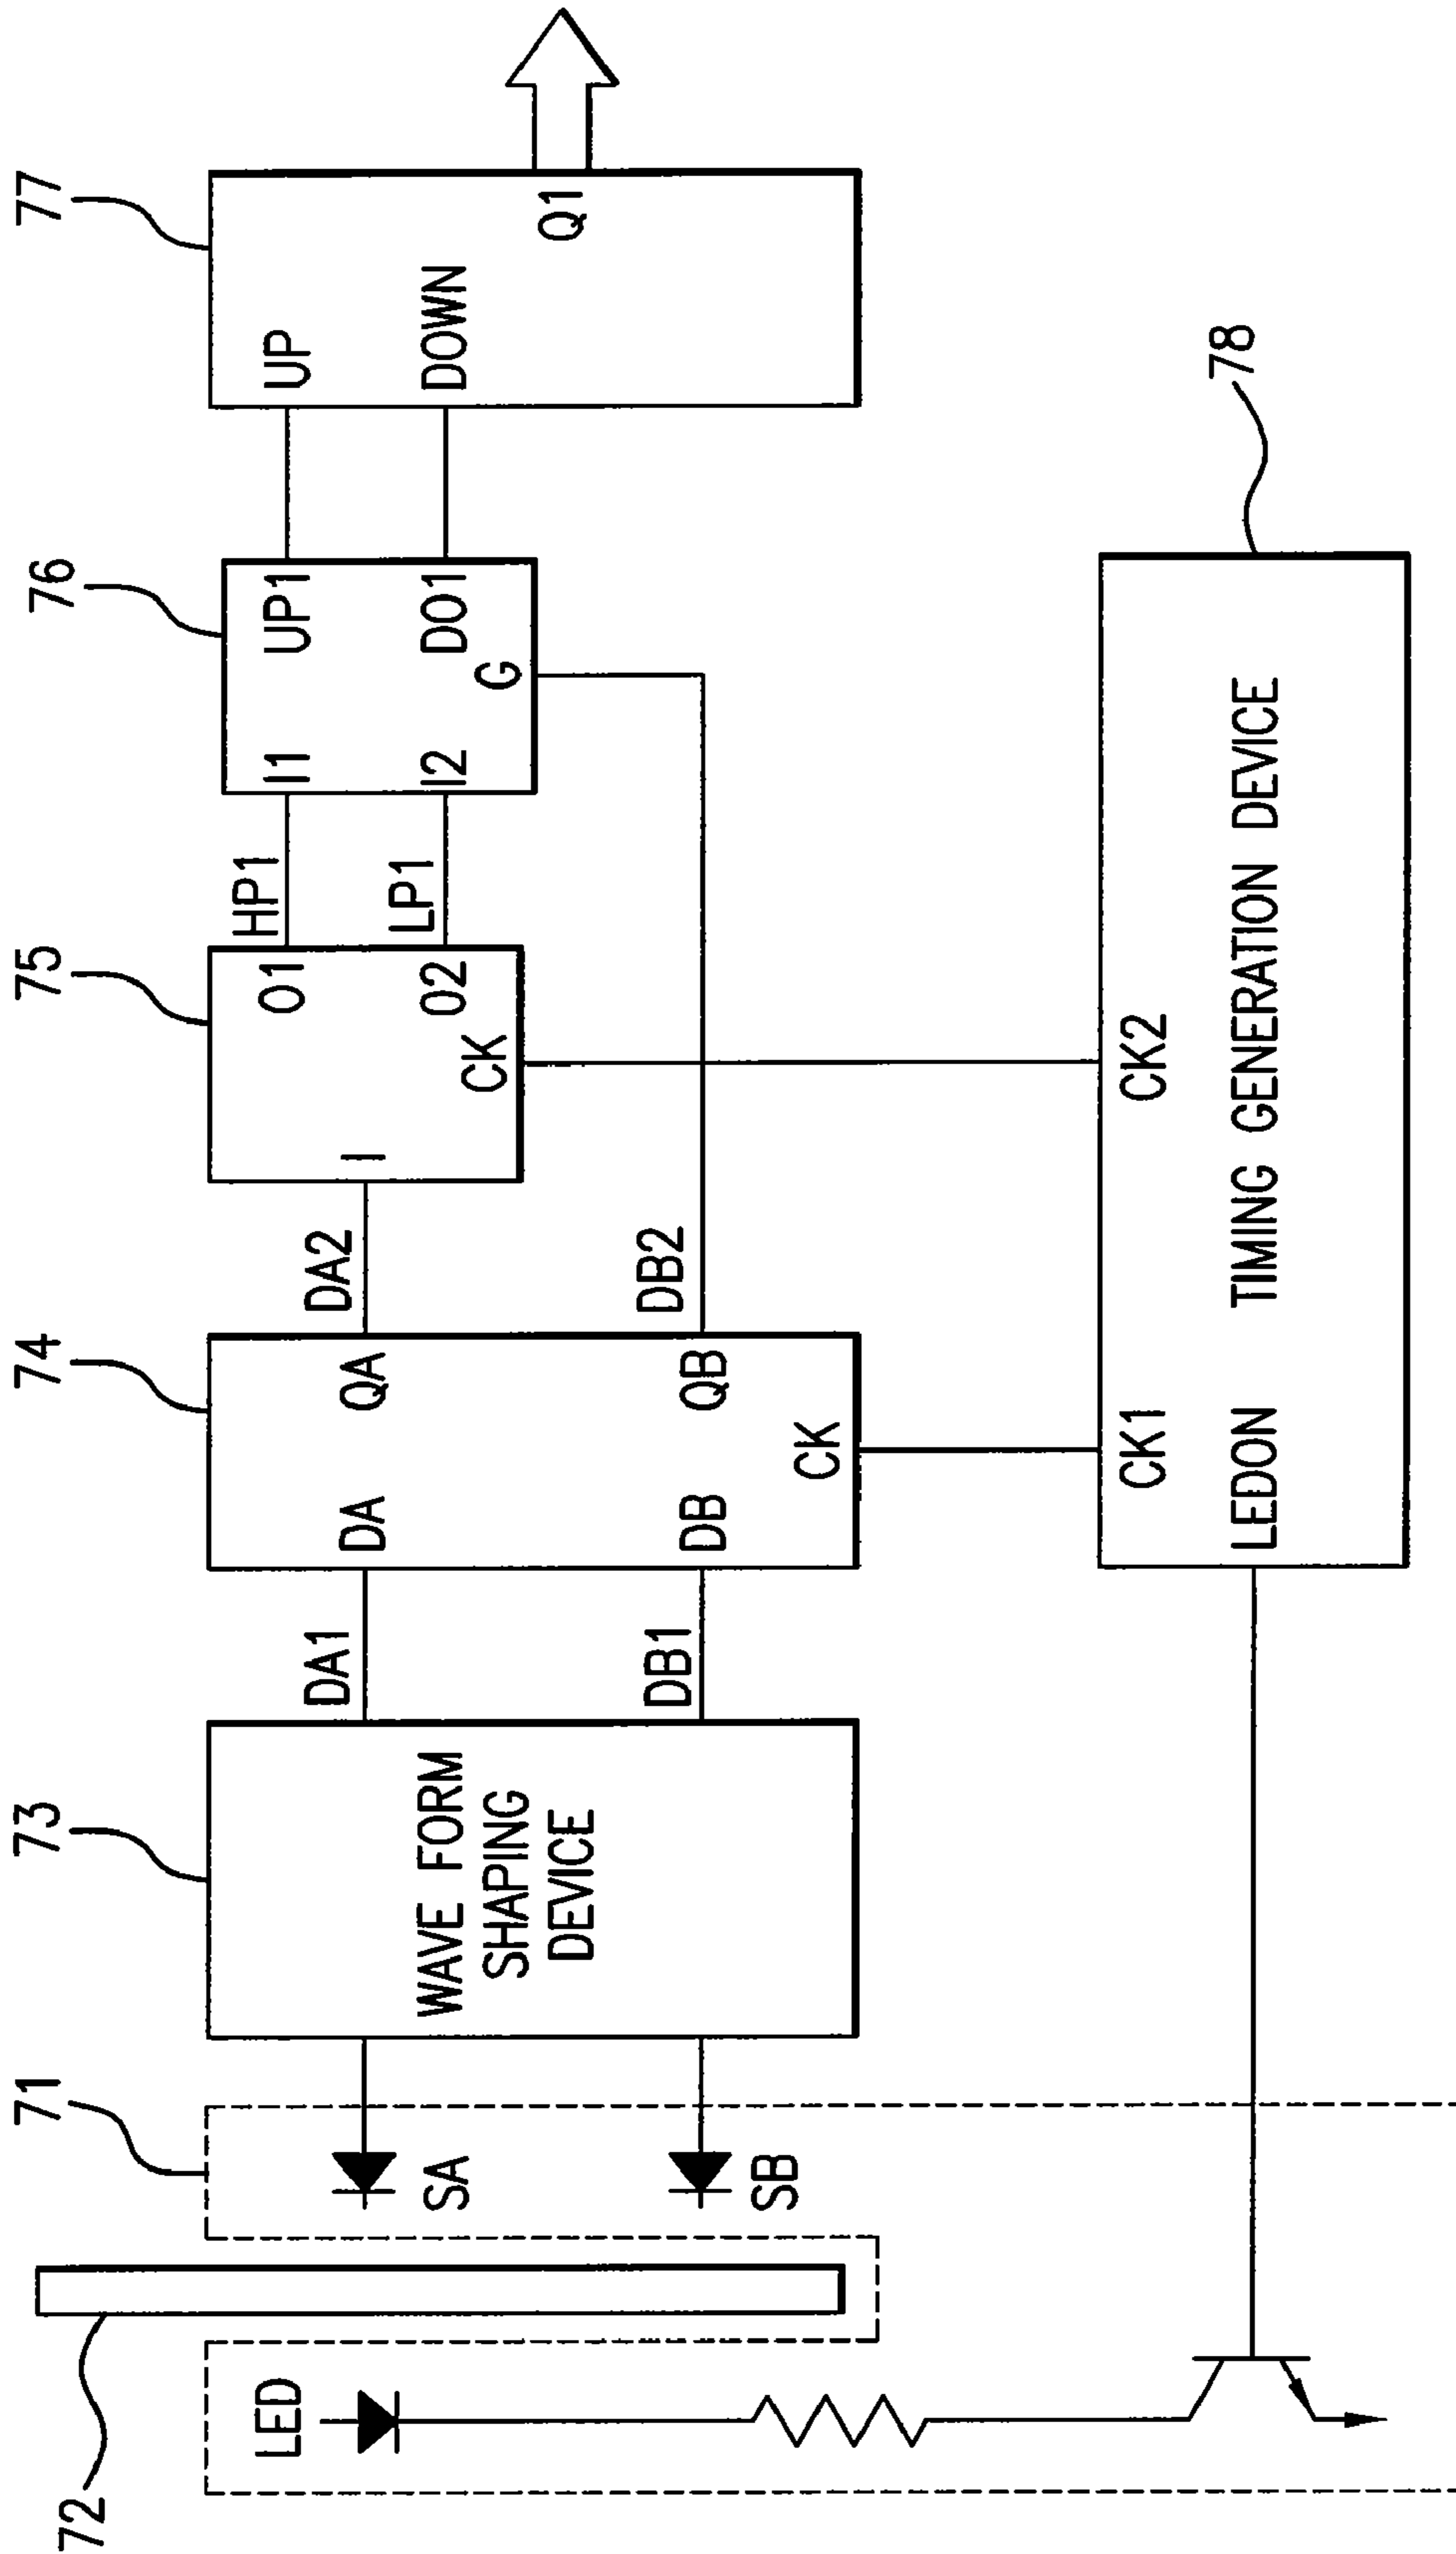 72
71
73
74
75
76
77
LED
SA
SB
WAVE FORM
SHAPING
DEVICE
DA1
DB1
DA
QA
DB
QB
CK
DA2
DB2
I
O1
O2
CK
HP1
LP1
I1
UP1
I2
DO1
G
UP
DOWN
Q1
78
CK1
CK2
LEDON
TIMING GENERATION DEVICE